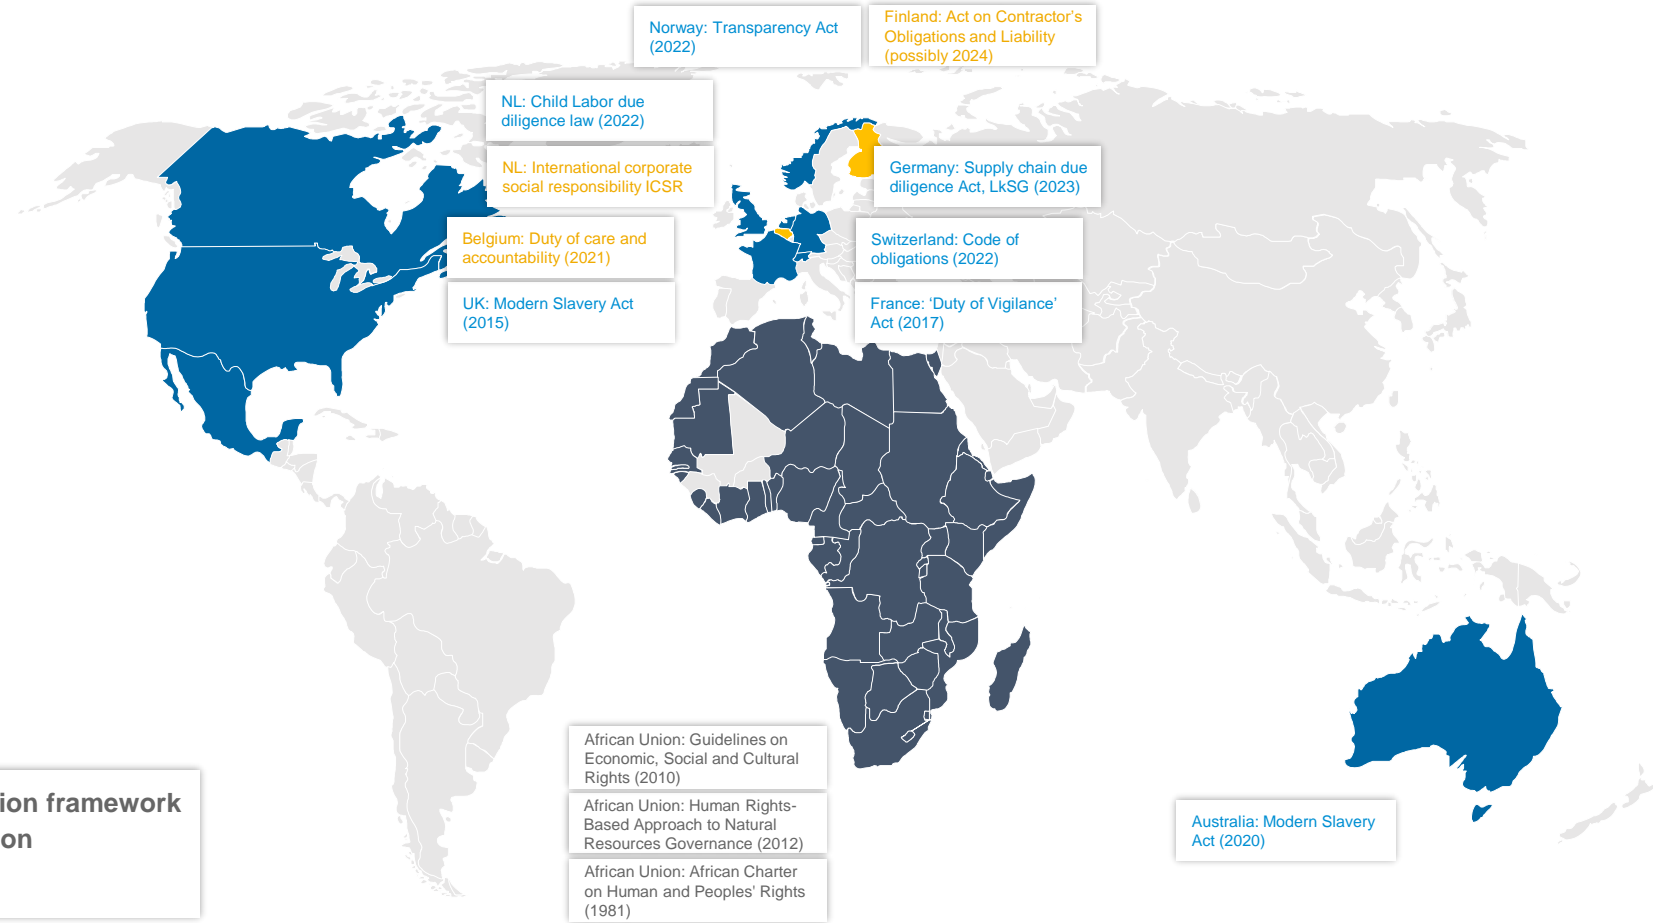 Norway: Transparency Act
(2022)
Finland: Act on Contractor's
Obligations and Liability
(possibly 2024)
NL: Child Labor due
diligence law (2022)
NL: International corporate
social responsibility ICSR
Germany: Supply chain due
diligence Act, LkSG (2023)
Belgium: Duty of care and
accountability (2021)
Switzerland: Code of
obligations (2022)
UK: Modern Slavery Act
(2015)
France: ‘Duty of Vigilance’
Act (2017)
African Union: Guidelines on
Economic, Social and Cultural
Rights (2010)
African Union: Human Rights-
Based Approach to Natural
Resources Governance (2012)
African Union: African Charter
on Human and Peoples' Rights
(1981)
ion framework
on
Australia: Modern Slavery
Act (2020)